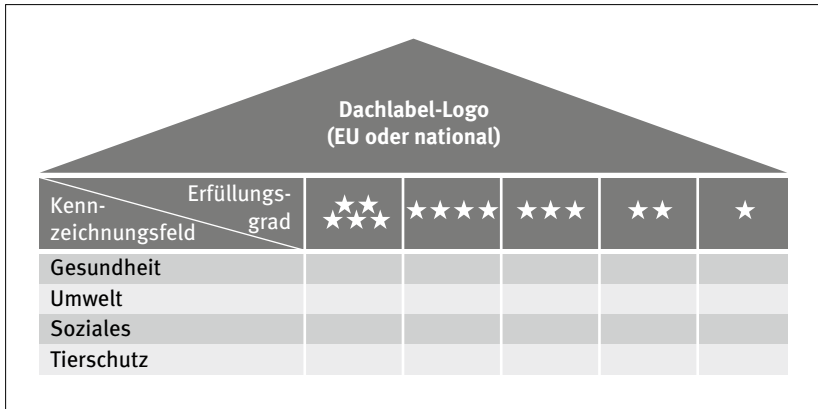 Dachlabel-Logo
(EU oder national)
Erfüllungs-
grad
Kenn-
zeichnungsfeld
★★★★★
★★★★
★★★
★★
★
Gesundheit
Umwelt
Soziales
Tierschutz